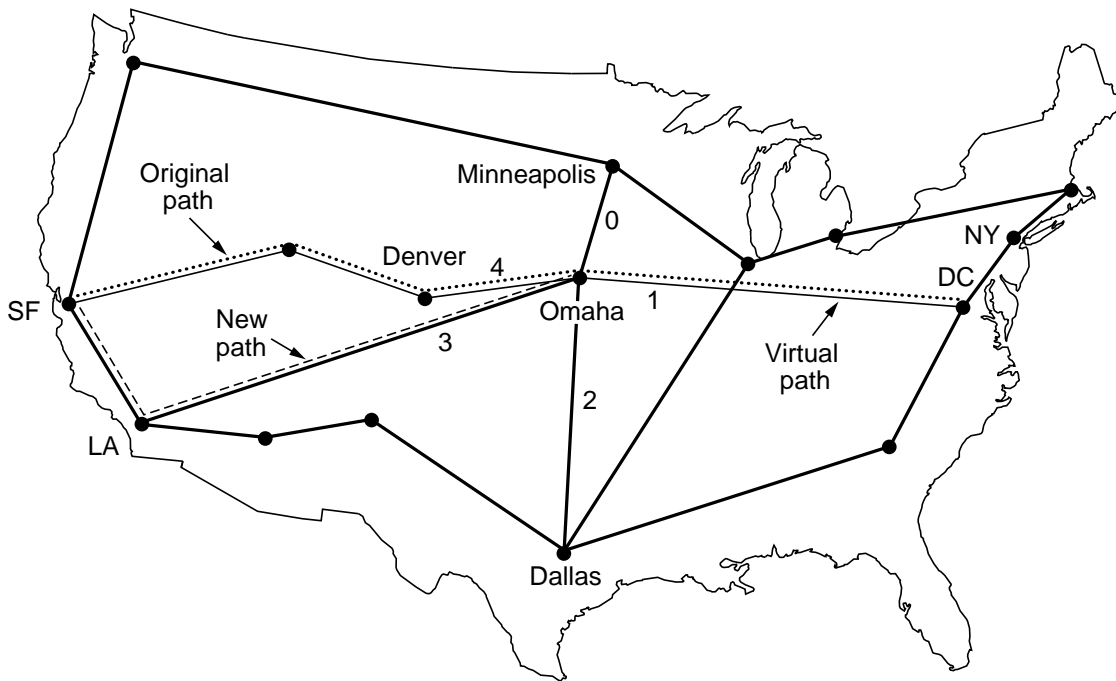 Minneapolis
Original
path
0
NY
Denver
4
DC
SF
Omaha
1
New
path
3
Virtual
path
2
LA
Dallas